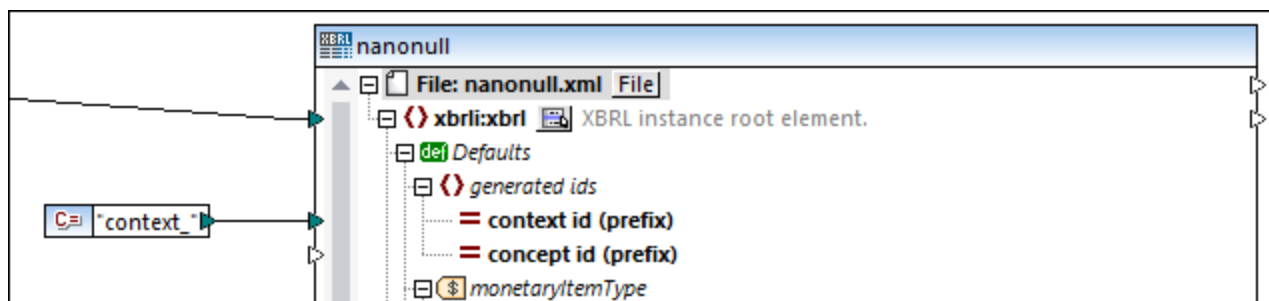 XBRL nanonull
File: nanonull.xml File
xbrli:xbrl XBRL instance root element.
def Defaults
generated ids
C= "context_" context id (prefix)
concept id (prefix)
$ monetaryItemType